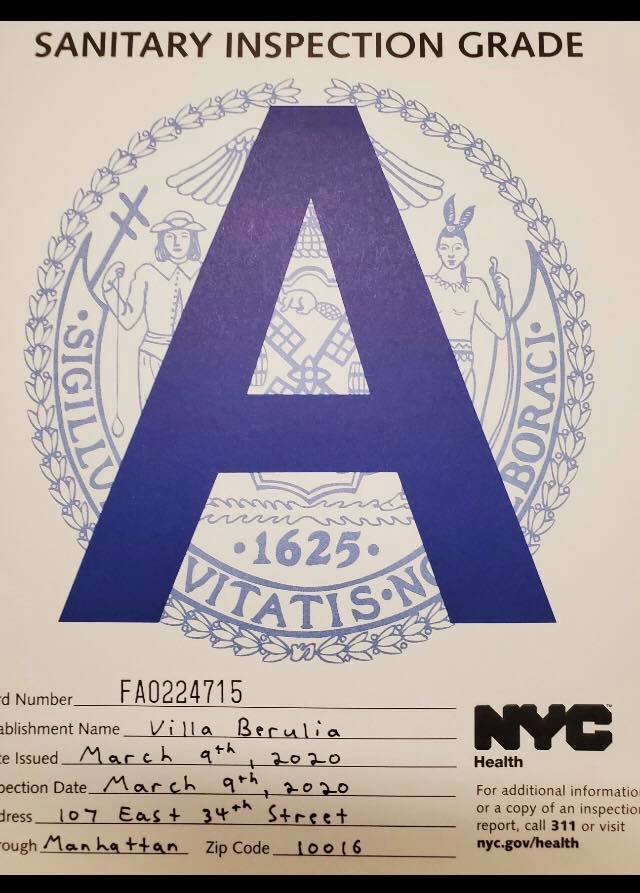 SANITARY INSPECTION GRADE
A
·SIGILLU
BORACI·
·1625·
VITATIS·NO
rd Number FA0224715
ablishment Name Villa Berulia
te Issued March 9th, 2020
pection Date March 9th, 2020
dress 107 East 34th Street
rough Manhattan Zip Code 10016
NYC
Health
For additional informatio
or a copy of an inspectio
report, call 311 or visit
nyc.gov/health